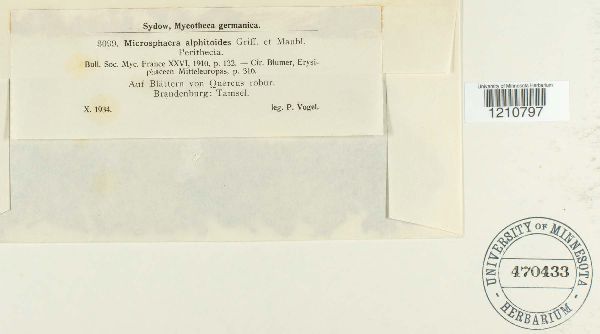 Sydow, Mycotheca germanica.
3099. Microsphaera alphitoides Griff. et Maubl.
Perithecia.
Bull. Soc. Myc. France XXVI, 1910, p. 132. — Cfr. Blumer, Erysi-
phaceen Mitteleuropas, p. 316.
Auf Blättern von Quercus robur.
Brandenburg: Tamsel.
X. 1934. leg. P. Vogel.
University of Minnesota Herbarium
1210797
UNIVERSITY OF MINNESOTA
470433
- HERBARIUM -